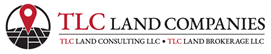 TLC LAND COMPANIES
TLC LAND CONSULTING LLC • TLC LAND BROKERAGE LLC